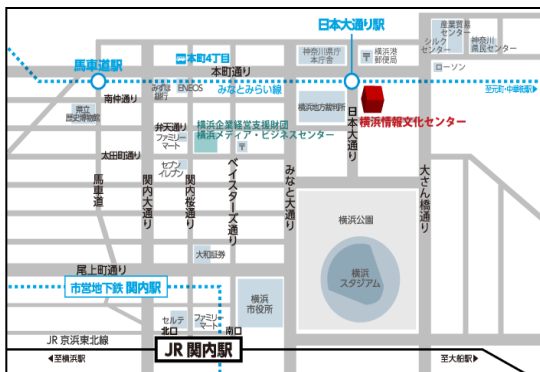 日本大通り駅
産業貿易
センター
シルク
センター
神奈川
県民センター
神奈川県庁
本庁舎
横浜港
郵便局
ローソン
本町4丁目
馬車道駅
本町通り
みなとみらい線
至元町・中華街駅▶
みずほ
銀行
ENEOS
南仲通り
県立
歴史博物館
弁天通り
ファミリー
マート
横浜企業経営支援財団
横浜メディア・ビジネスセンター
横浜地方裁判所
日本大通り
横浜情報文化センター
太田町通り
セブン
イレブン
馬車道
関内大通り
関内桜通り
ベイスターズ通り
みなと大通り
大さん橋通り
横浜公園
横浜
スタジアム
大和証券
尾上町通り
市営地下鉄 関内駅
横浜
市役所
セルテ
ファミリー
マート
北口
南口
JR 京浜東北線
JR 関内駅
◀至横浜駅
至大船駅▶